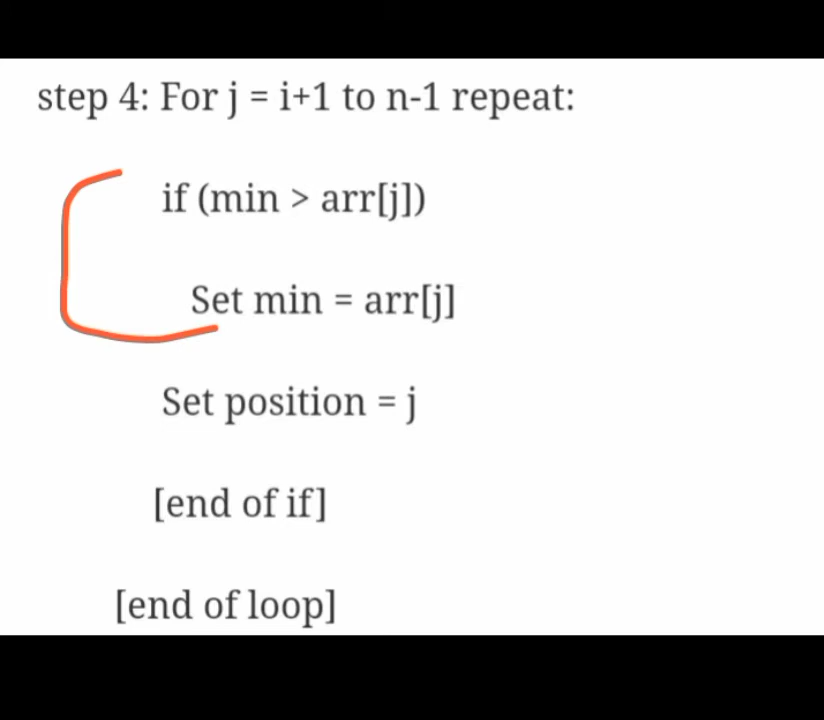 step 4: For j = i+1 to n-1 repeat:
if (min > arr[j])
Set min = arr[j]
Set position = j
[end of if]
[end of loop]